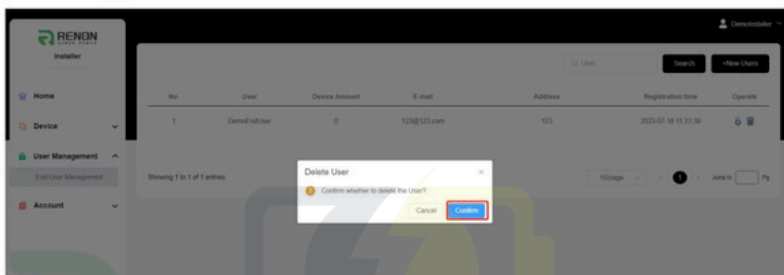 RENON
Demoinstaller
Installer
User
Search
+New Users
Home
No. User Device Amount E-mail Address Registration time Operate
Device
1 DemoEndUser 0 123@123.com 123 2023-07-18 11:23:39
User Management
End-User Management
Showing 1 to 1 of 1 entries
10/page
1
Jump to
Pg
Account
Delete User
Confirm whether to delete the User?
Cancel
Confirm